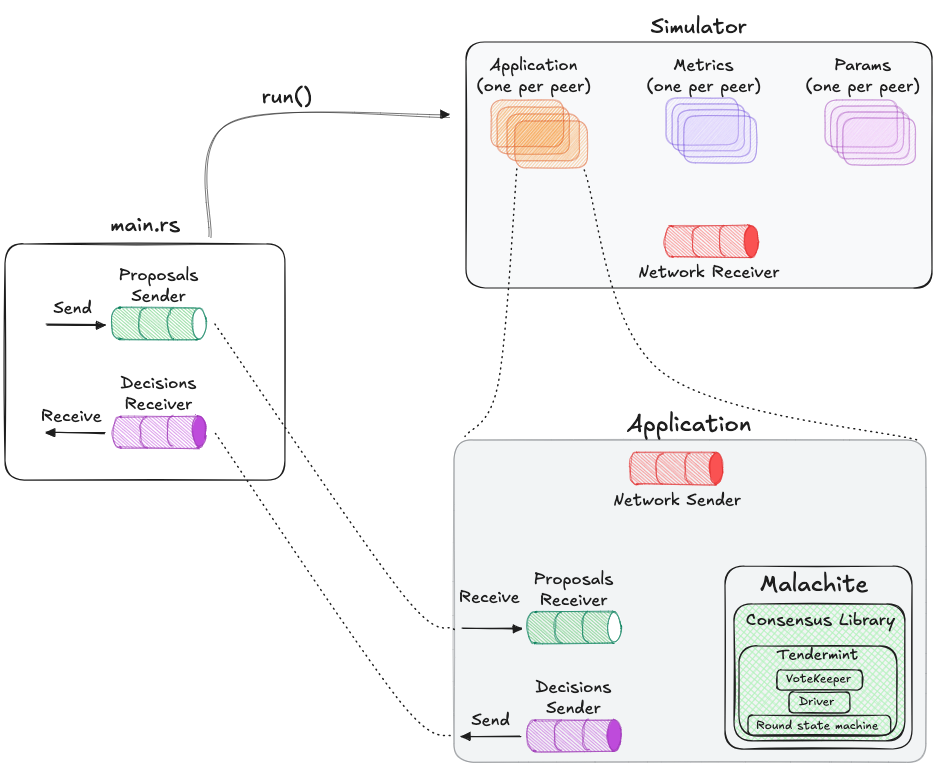 Simulator
Application
(one per peer)
Metrics
(one per peer)
Params
(one per peer)
Network Receiver
run()
main.rs
Proposals
Sender
Send
Decisions
Receiver
Receive
Application
Network Sender
Proposals
Receiver
Receive
Decisions
Sender
Send
Malachite
Consensus Library
Tendermint
VoteKeeper
Driver
Round state machine